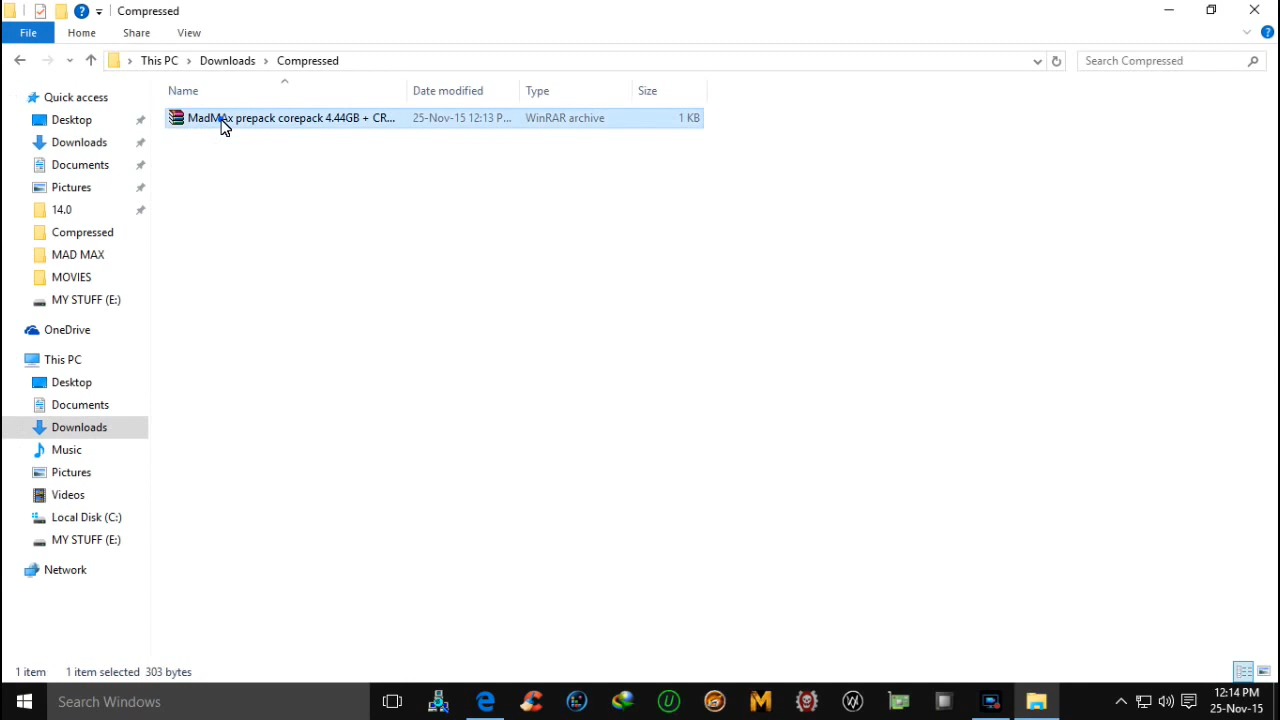 Compressed
File Home Share View
This PC Downloads Compressed
Search Compressed
Name Date modified Type Size
MadMAx prepack corepack 4.44GB + CR... 25-Nov-15 12:13 P... WinRAR archive 1 KB
Quick access
Desktop
Downloads
Documents
Pictures
14.0
Compressed
MAD MAX
MOVIES
MY STUFF (E:)
OneDrive
This PC
Desktop
Documents
Downloads
Music
Pictures
Videos
Local Disk (C:)
MY STUFF (E:)
Network
1 item 1 item selected 303 bytes
Search Windows
12:14 PM
25-Nov-15